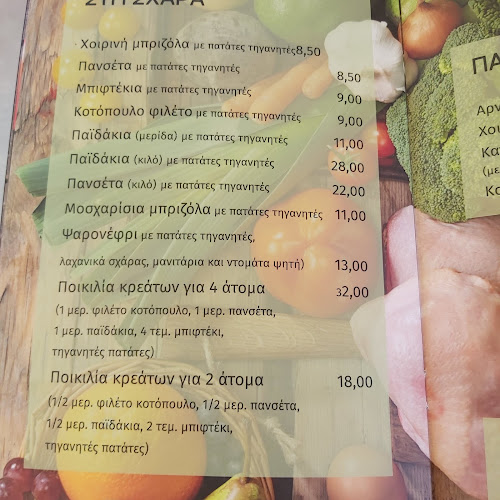 ΣΤΗ ΣΧΑΡΑ
Χοιρινή μπριζόλα με πατάτες τηγανητές 8,50
Πανσέτα με πατάτες τηγανητές 8,50
Μπιφτέκια με πατάτες τηγανητές 9,00
Κοτόπουλο φιλέτο με πατάτες τηγανητές 9,00
Παϊδάκια (μερίδα) με πατάτες τηγανητές 11,00
Παϊδάκια (κιλό) με πατάτες τηγανητές 28,00
Πανσέτα (κιλό) με πατάτες τηγανητές 22,00
Μοσχαρίσια μπριζόλα με πατάτες τηγανητές 11,00
Ψαρονέφρι με πατάτες τηγανητές,
λαχανικά σχάρας, μανιτάρια και ντομάτα ψητή) 13,00
Ποικιλία κρεάτων για 4 άτομα 32,00
(1 μερ. φιλέτο κοτόπουλο, 1 μερ. πανσέτα,
1 μερ. παϊδάκια, 4 τεμ. μπιφτέκι,
τηγανητές πατάτες)
Ποικιλία κρεάτων για 2 άτομα 18,00
(1/2 μερ. φιλέτο κοτόπουλο, 1/2 μερ. πανσέτα,
1/2 μερ. παϊδάκια, 2 τεμ. μπιφτέκι,
τηγανητές πατάτες)